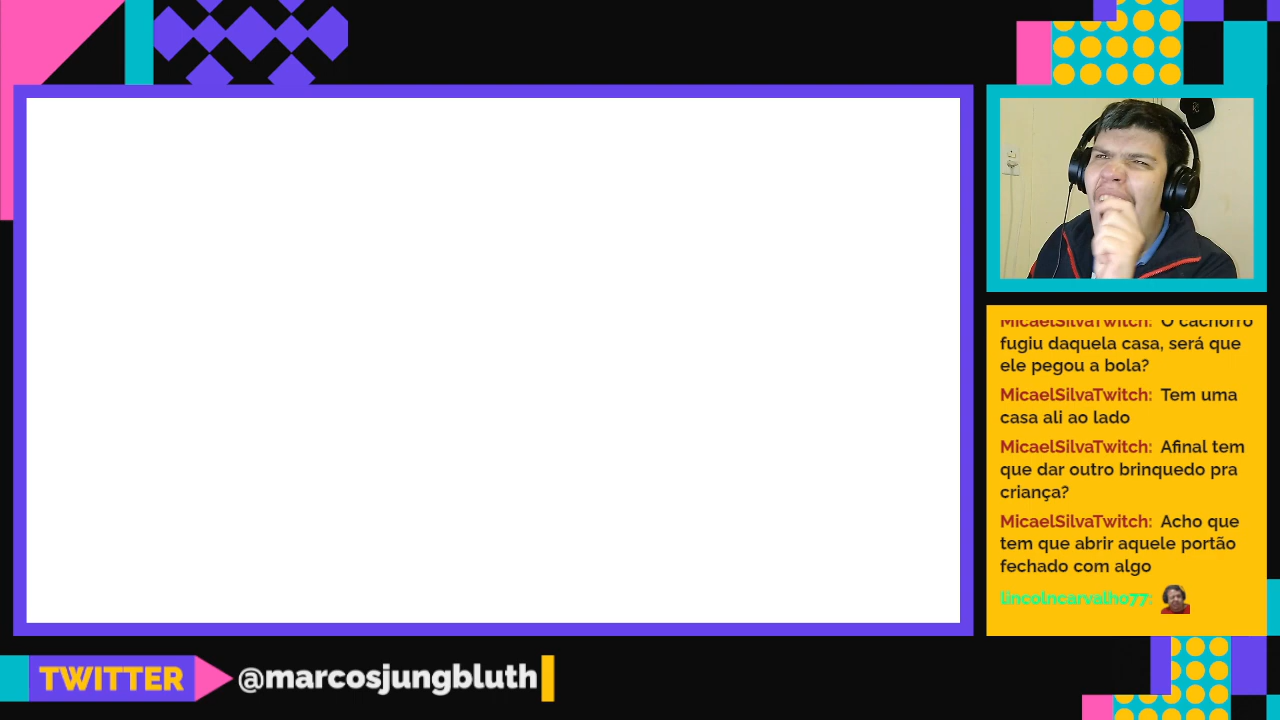 MicaelSilvaTwitch: O cachorro
fugiu daquela casa, será que
ele pegou a bola?
MicaelSilvaTwitch: Tem uma
casa ali ao lado
MicaelSilvaTwitch: Afinal tem
que dar outro brinquedo pra
criança?
MicaelSilvaTwitch: Acho que
tem que abrir aquele portão
fechado com algo
lincolncarvalho77:
TWITTER @marcosjungbluth